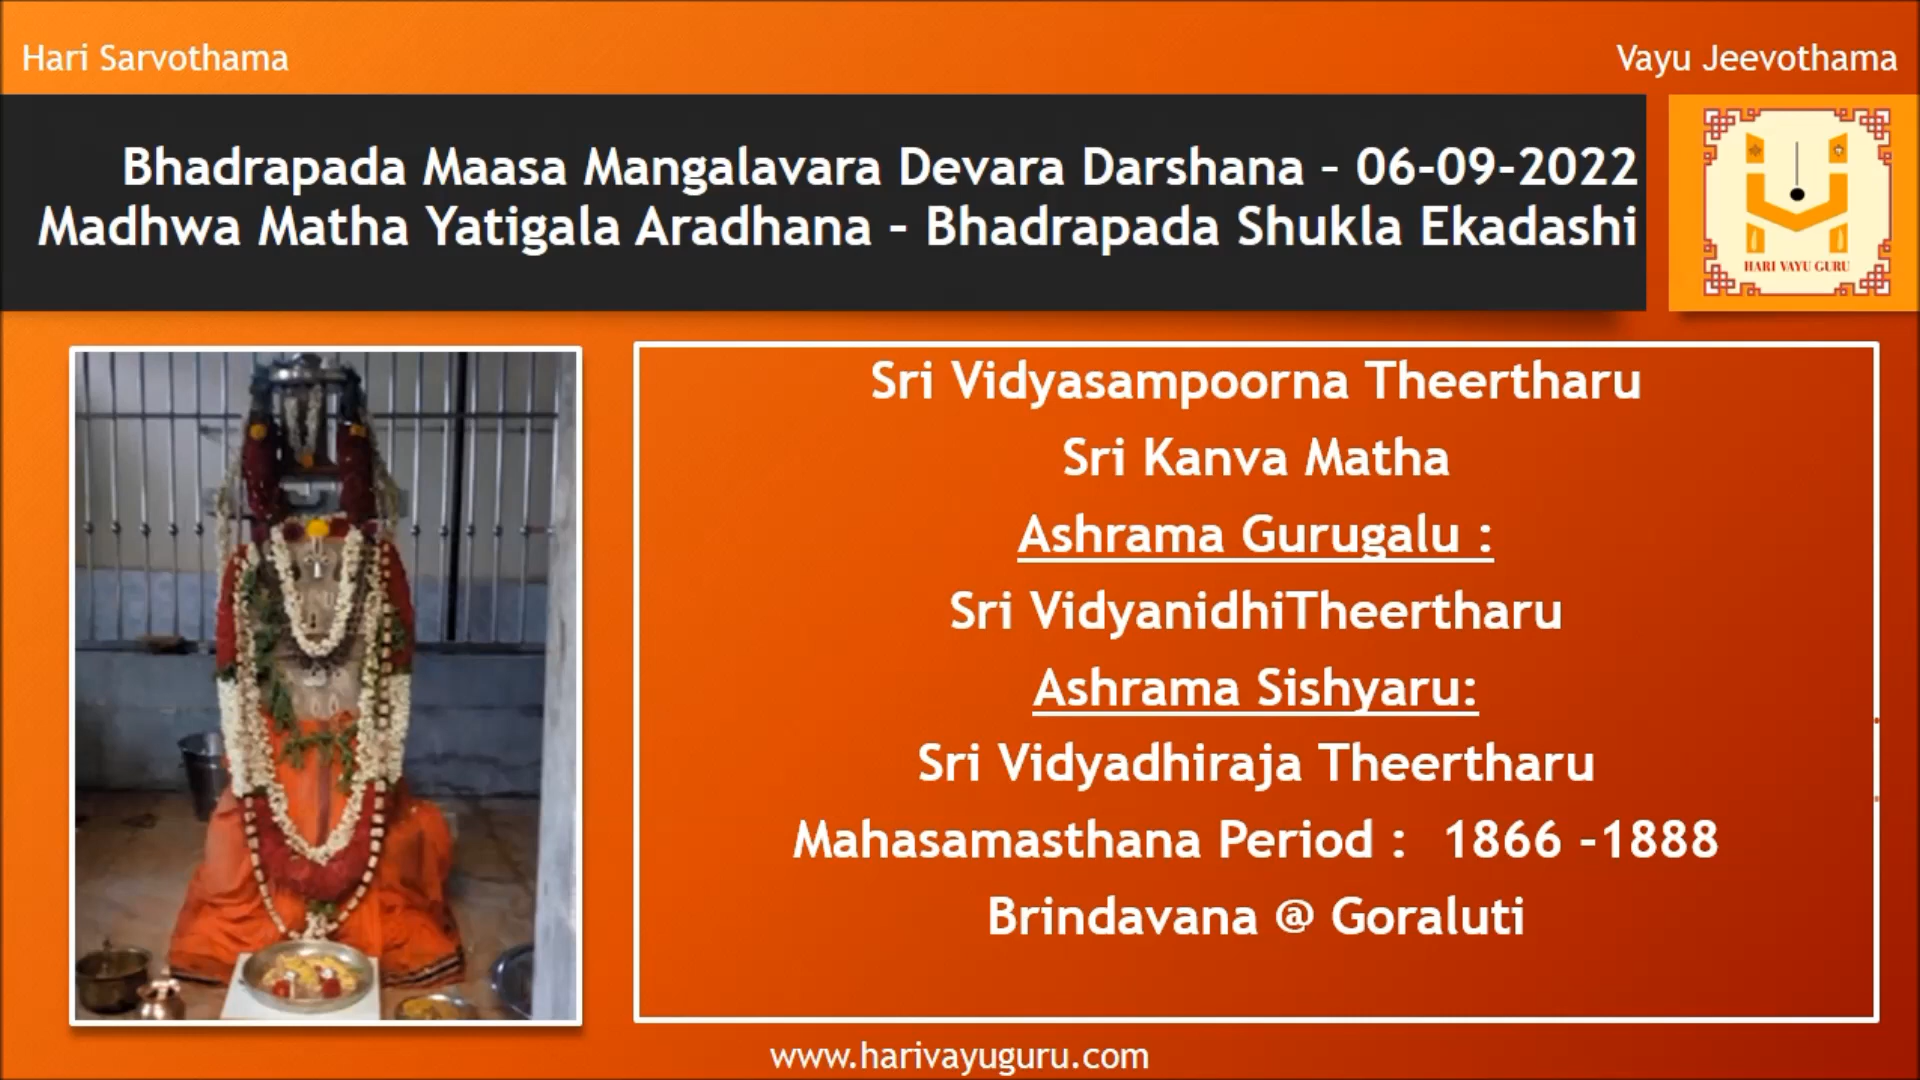 Hari Sarvothama
Vayu Jeevothama
Bhadrapada Maasa Mangalavara Devara Darshana – 06-09-2022
Madhwa Matha Yatigala Aradhana – Bhadrapada Shukla Ekadashi
HARI VAYU GURU
Sri Vidyasampoorna Theertharu
Sri Kanva Matha
Ashrama Gurugalu :
Sri VidyanidhiTheertharu
Ashrama Sishyaru:
Sri Vidyadhiraja Theertharu
Mahasamasthana Period : 1866 -1888
Brindavana @ Goraluti
www.harivayuguru.com